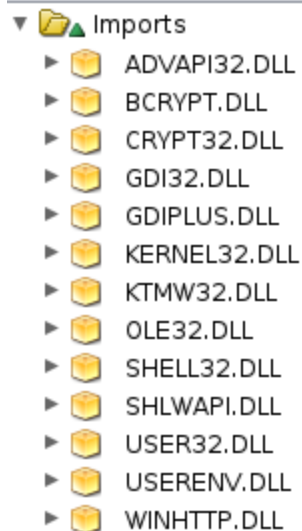 Imports
ADVAPI32.DLL
BCRYPT.DLL
CRYPT32.DLL
GDI32.DLL
GDIPLUS.DLL
KERNEL32.DLL
KTMW32.DLL
OLE32.DLL
SHELL32.DLL
SHLWAPI.DLL
USER32.DLL
USERENV.DLL
WINHTTP.DLL